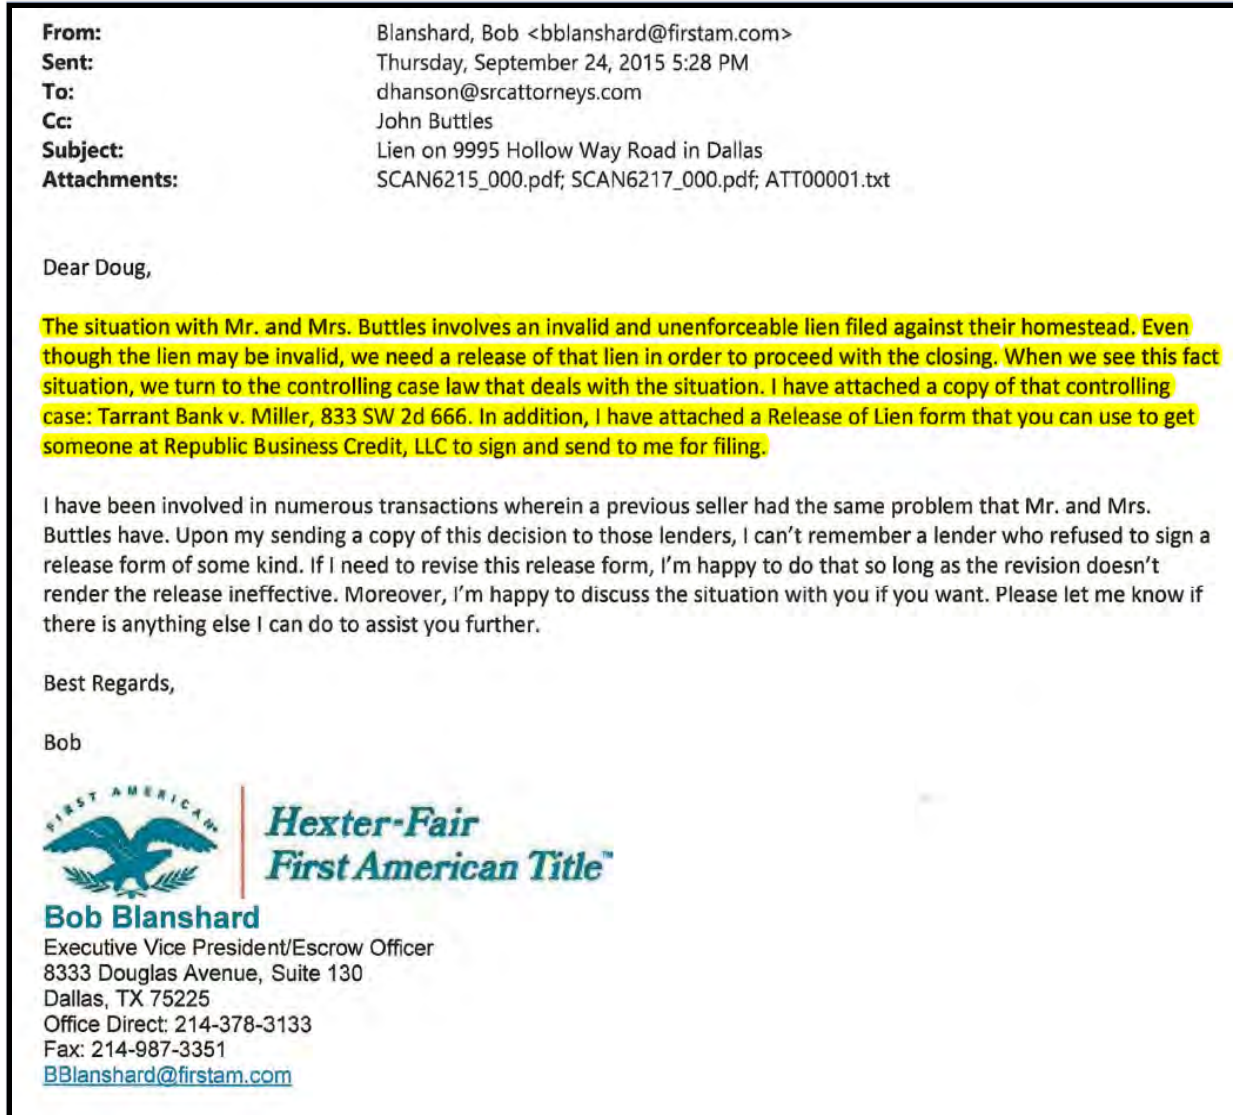 From: Blanshard, Bob <bblanshard@firstam.com>
Sent: Thursday, September 24, 2015 5:28 PM
To: dhanson@srcattorneys.com
Cc: John Buttles
Subject: Lien on 9995 Hollow Way Road in Dallas
Attachments: SCAN6215_000.pdf; SCAN6217_000.pdf; ATT00001.txt
Dear Doug,
The situation with Mr. and Mrs. Buttles involves an invalid and unenforceable lien filed against their homestead. Even
though the lien may be invalid, we need a release of that lien in order to proceed with the closing. When we see this fact
situation, we turn to the controlling case law that deals with the situation. I have attached a copy of that controlling
case: Tarrant Bank v. Miller, 833 SW 2d 666. In addition, I have attached a Release of Lien form that you can use to get
someone at Republic Business Credit, LLC to sign and send to me for filing.
I have been involved in numerous transactions wherein a previous seller had the same problem that Mr. and Mrs.
Buttles have. Upon my sending a copy of this decision to those lenders, I can't remember a lender who refused to sign a
release form of some kind. If I need to revise this release form, I'm happy to do that so long as the revision doesn't
render the release ineffective. Moreover, I'm happy to discuss the situation with you if you want. Please let me know if
there is anything else I can do to assist you further.
Best Regards,
Bob
FIRST AMERICAN
Hexter-Fair
First American Title™
Bob Blanshard
Executive Vice President/Escrow Officer
8333 Douglas Avenue, Suite 130
Dallas, TX 75225
Office Direct: 214-378-3133
Fax: 214-987-3351
BBlanshard@firstam.com